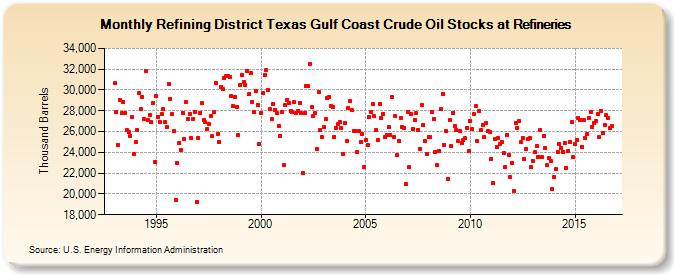 Monthly Refining District Texas Gulf Coast Crude Oil Stocks at Refineries
Thousand Barrels
34,000
32,000
30,000
28,000
26,000
24,000
22,000
20,000
18,000
1995 2000 2005 2010 2015
Source: U.S. Energy Information Administration